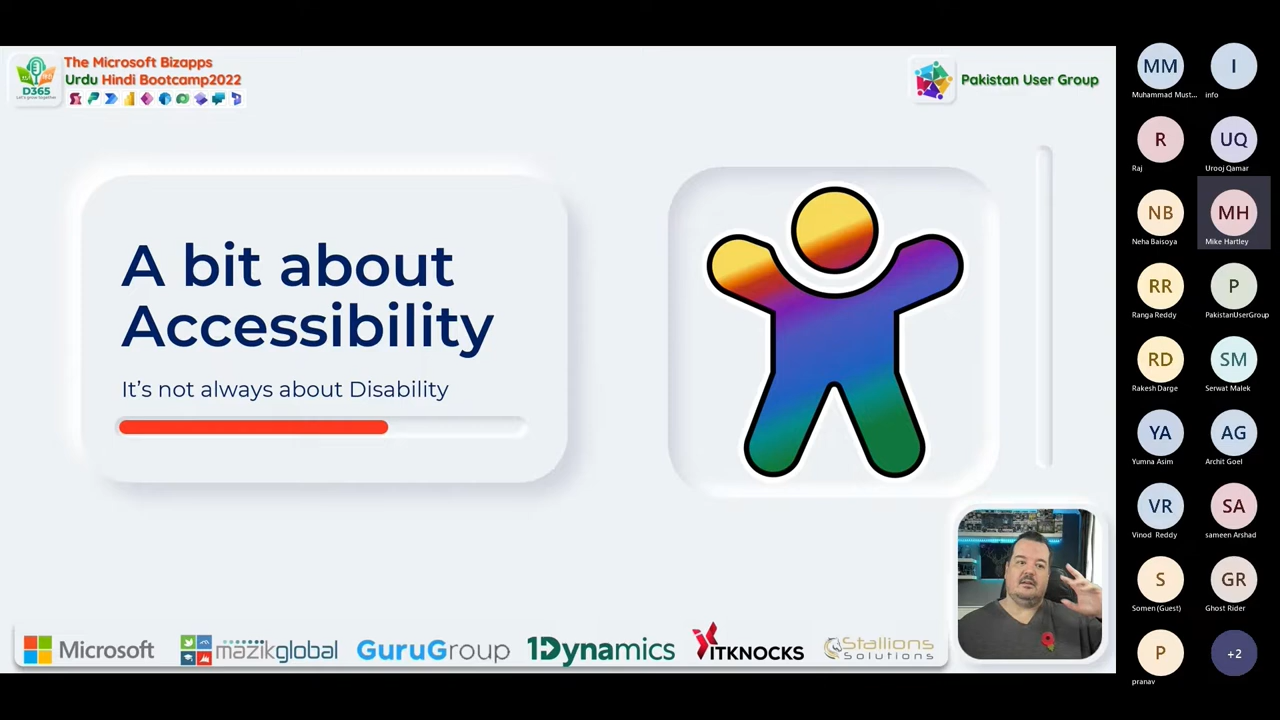 The Microsoft Bizapps
Urdu Hindi Bootcamp2022
D365
Let's grow together
Pakistan User Group
A bit about
Accessibility
It's not always about Disability
Microsoft
mazikglobal
GuruGroup
1Dynamics
ITKNOCKS
Stallions
Solutions
MM
Muhammad Must...
I
info
R
Raj
UQ
Urooj Qamar
NB
Neha Baisoya
MH
Mike Hartley
RR
Ranga Reddy
P
PakistanUserGroup
RD
Rakesh Darge
SM
Serwat Malek
YA
Yumna Asim
AG
Archit Goel
VR
Vinod Reddy
SA
sameen Arshad
S
Somen (Guest)
GR
Ghost Rider
P
pranav
+2